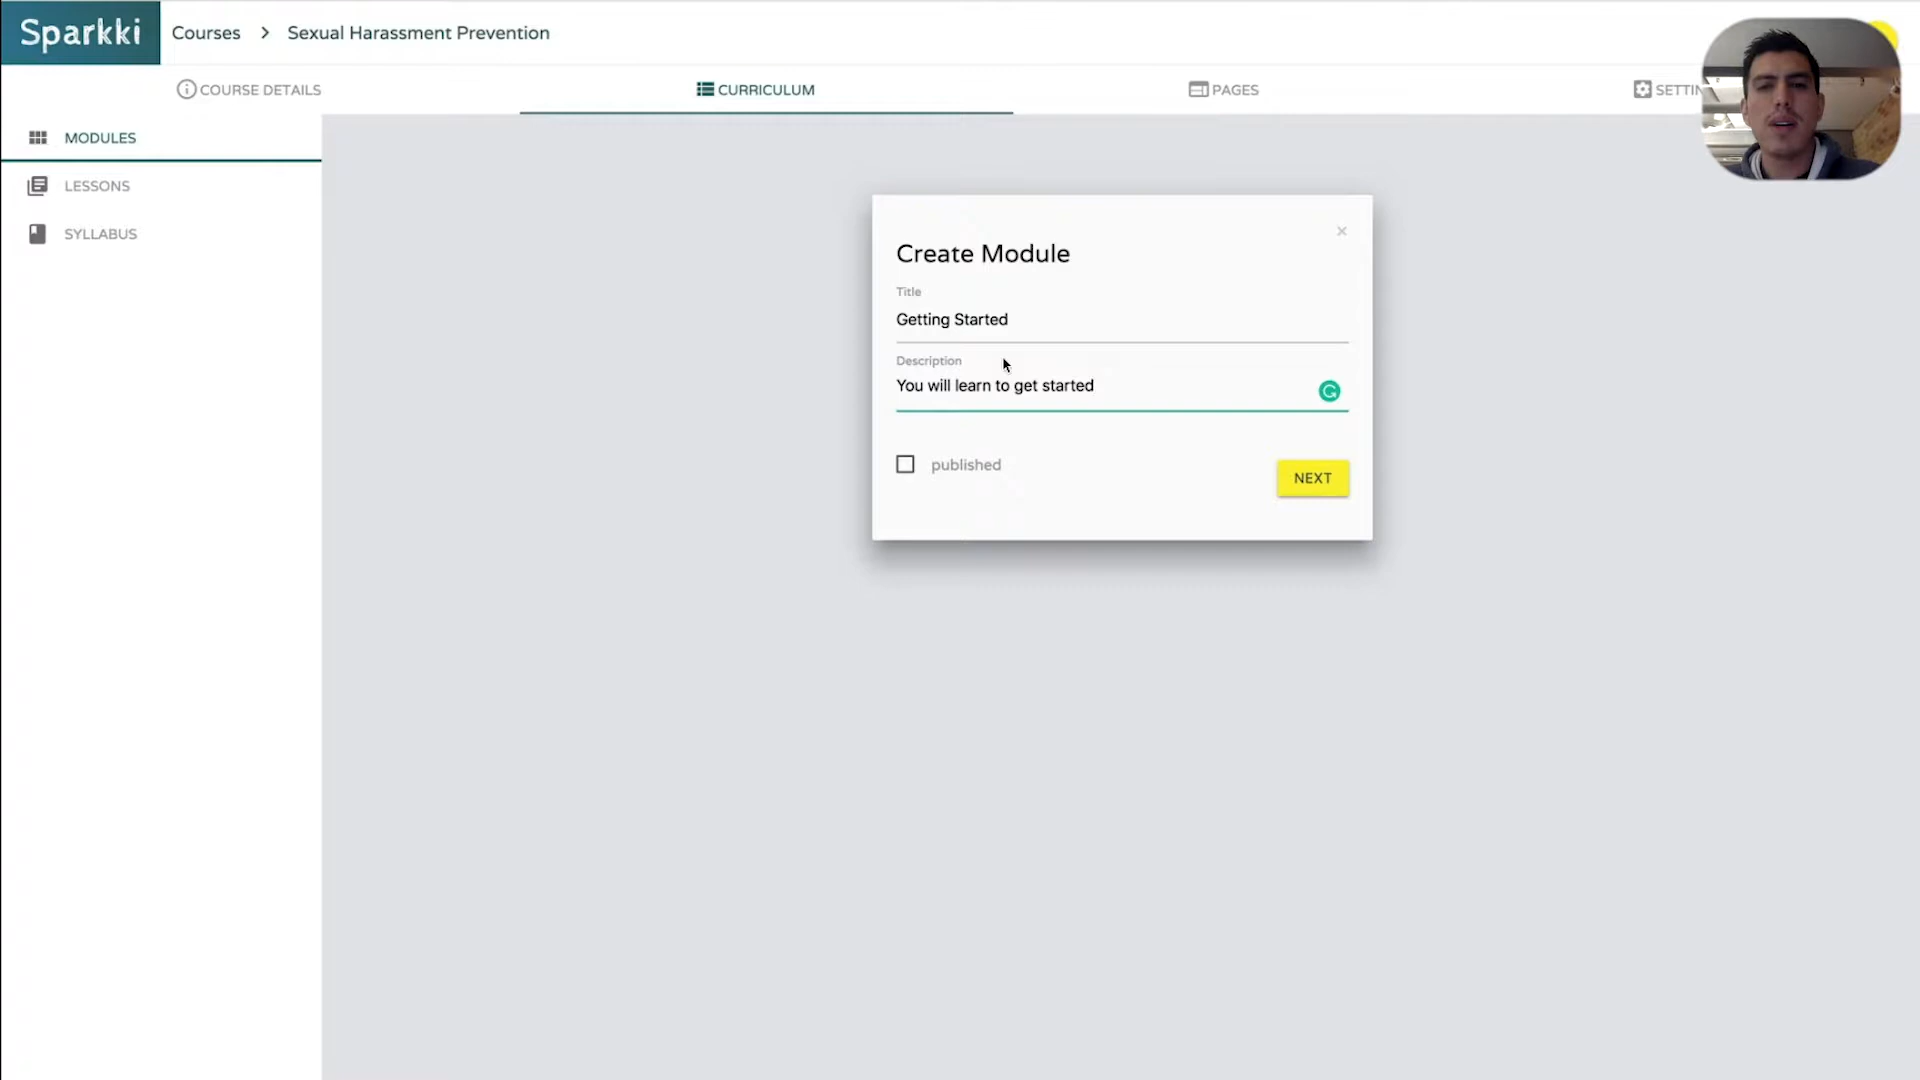 Sparkki
Courses > Sexual Harassment Prevention
COURSE DETAILS
CURRICULUM
PAGES
SETTIN
MODULES
LESSONS
SYLLABUS
×
Create Module
Title
Getting Started
Description
You will learn to get started
published
NEXT